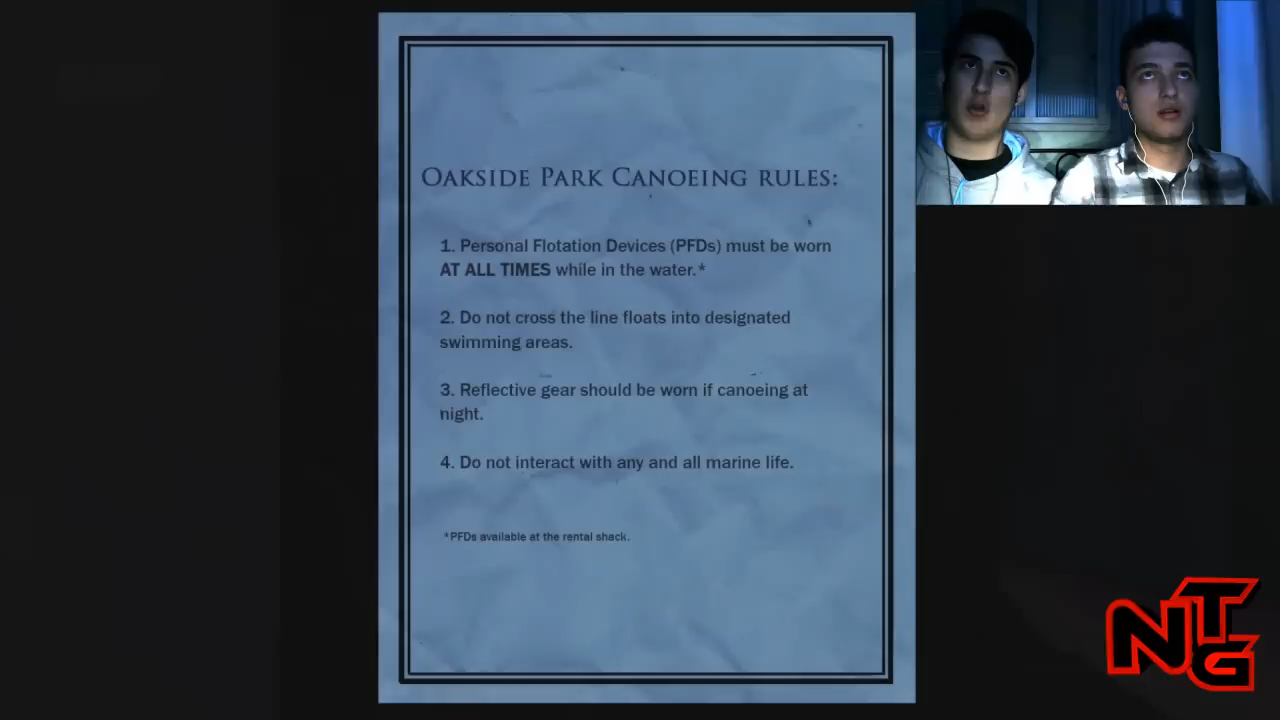 OAKSIDE PARK CANOEING RULES:
1. Personal Flotation Devices (PFDs) must be worn
AT ALL TIMES while in the water.*
2. Do not cross the line floats into designated
swimming areas.
3. Reflective gear should be worn if canoeing at
night.
4. Do not interact with any and all marine life.
*PFDs available at the rental shack.
NTG